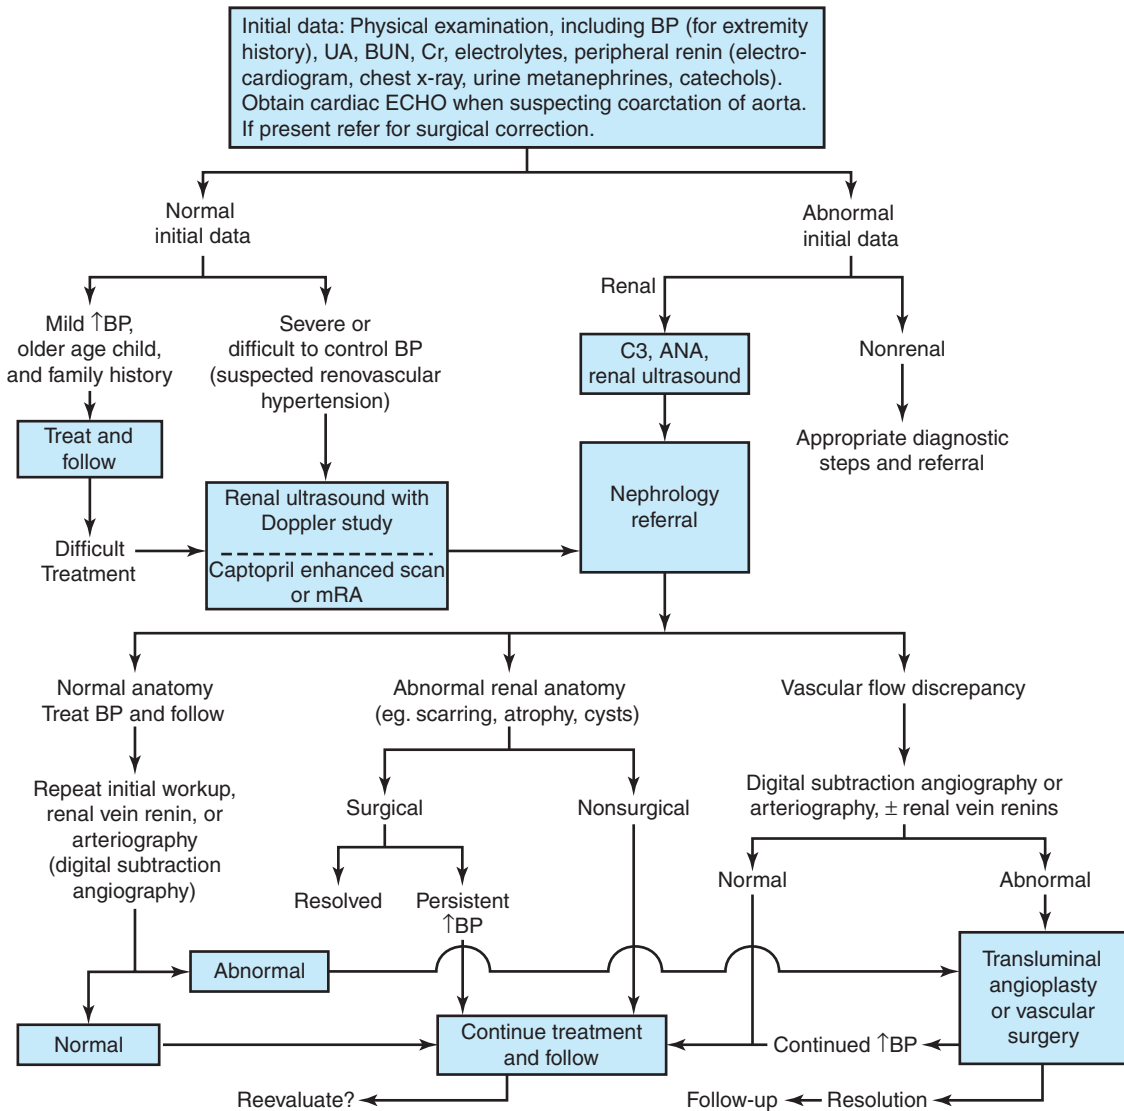 Initial data: Physical examination, including BP (for extremity
history), UA, BUN, Cr, electrolytes, peripheral renin (electro-
cardiogram, chest x-ray, urine metanephrines, catechols).
Obtain cardiac ECHO when suspecting coarctation of aorta.
If present refer for surgical correction.
Normal
initial data
Abnormal
initial data
Mild ↑BP,
older age child,
and family history
Severe or
difficult to control BP
(suspected renovascular
hypertension)
Renal
C3, ANA,
renal ultrasound
Nonrenal
Treat and
follow
Appropriate diagnostic
steps and referral
Difficult
Treatment
Renal ultrasound with
Doppler study
Captopril enhanced scan
or mRA
Nephrology
referral
Normal anatomy
Treat BP and follow
Abnormal renal anatomy
(eg. scarring, atrophy, cysts)
Vascular flow discrepancy
Repeat initial workup,
renal vein renin, or
arteriography
(digital subtraction
angiography)
Surgical
Nonsurgical
Digital subtraction angiography or
arteriography, ± renal vein renins
Resolved
Persistent
↑BP
Normal
Abnormal
Abnormal
Transluminal
angioplasty
or vascular
surgery
Normal
Continue treatment
and follow
Continued ↑BP
Reevaluate?
Follow-up
Resolution